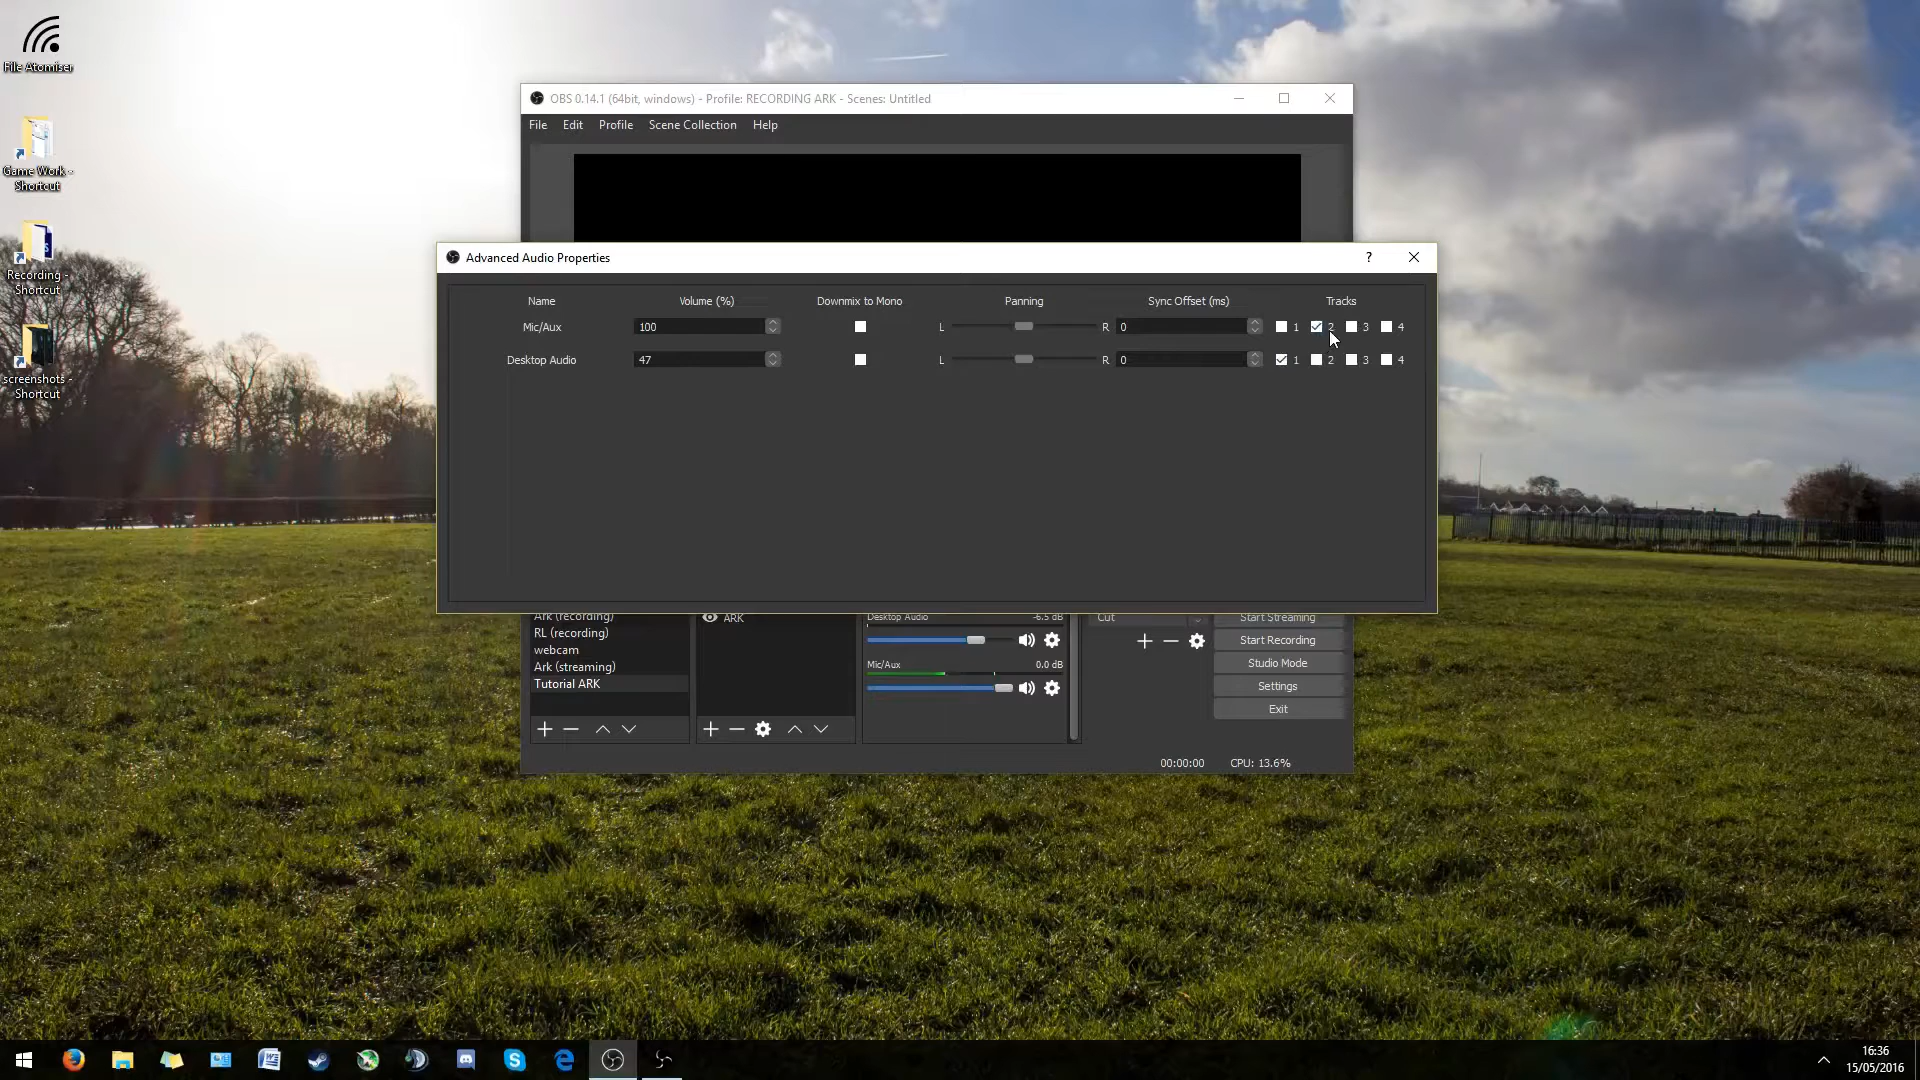 File Atomiser
Game Work -
Shortcut
Recording -
Shortcut
screenshots -
Shortcut
OBS 0.14.1 (64bit, windows) - Profile: RECORDING ARK - Scenes: Untitled
File Edit Profile Scene Collection Help
Advanced Audio Properties
Name Volume (%) Downmix to Mono Panning Sync Offset (ms) Tracks
Mic/Aux 100 L R 0 1 2 3 4
Desktop Audio 47 L R 0 1 2 3 4
Ark (recording) ARK Desktop Audio -6.5 dB Cut Start Streaming
RL (recording) Start Recording
webcam
Ark (streaming) Mic/Aux 0.0 dB Studio Mode
Tutorial ARK Settings
Exit
00:00:00 CPU: 13.6%
16:36
15/05/2016